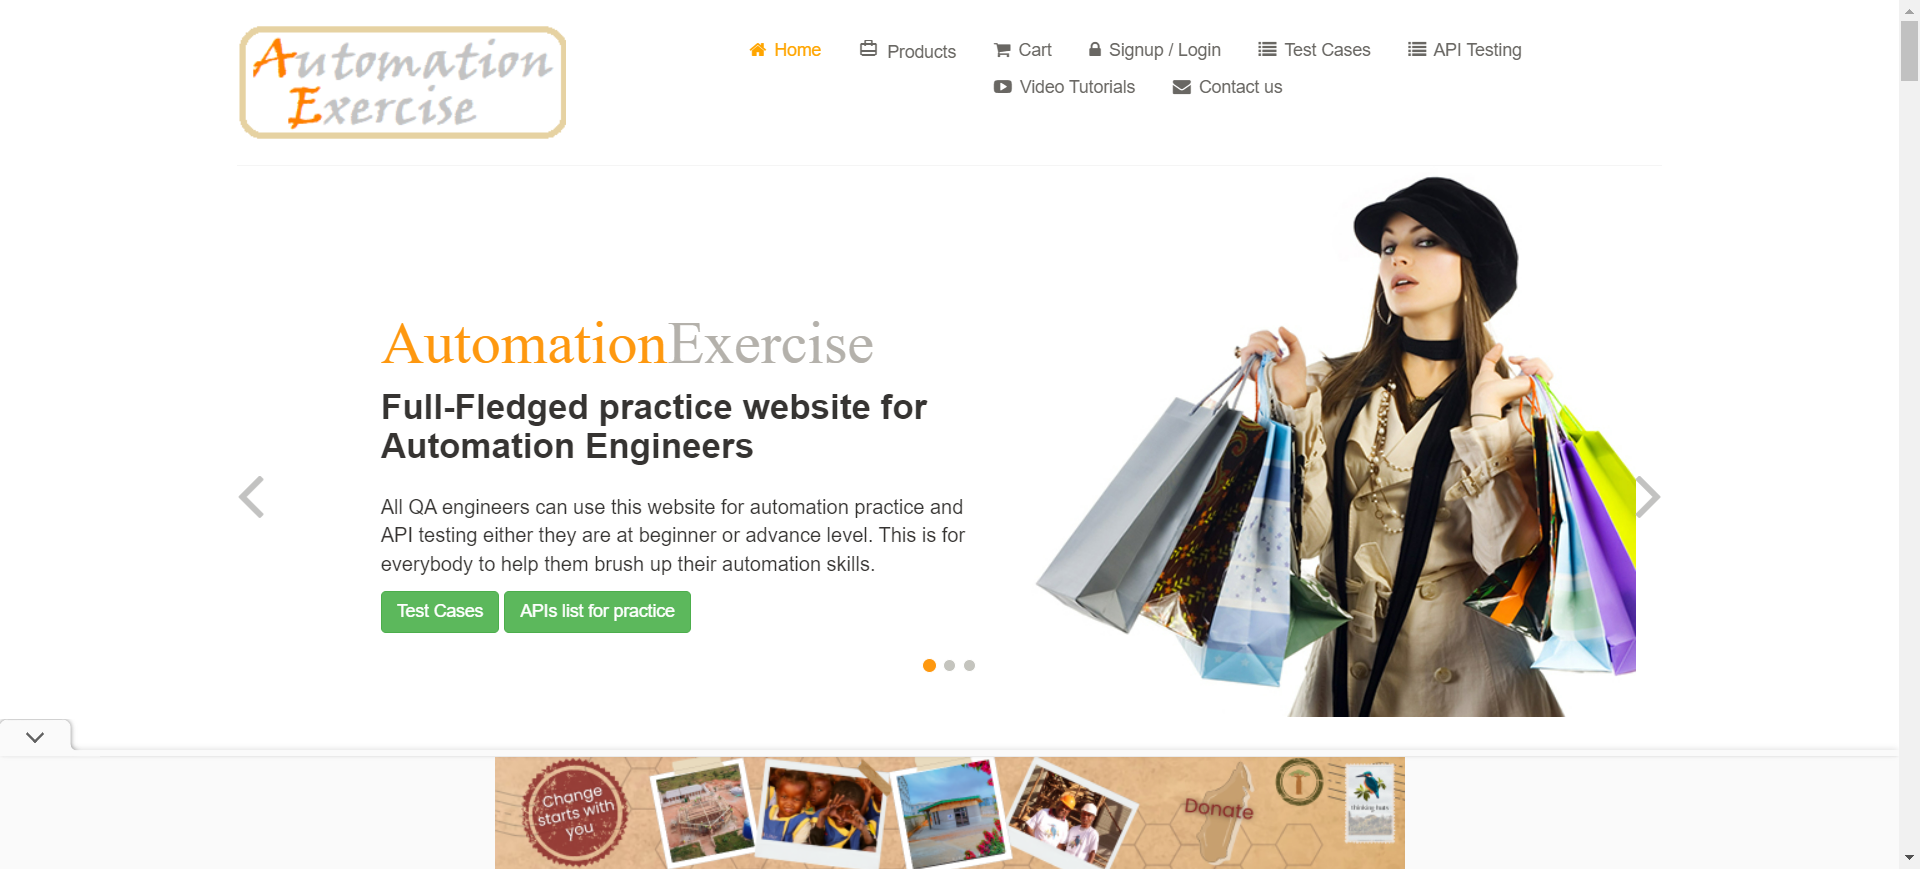 Automation
Exercise
Home
Products
Cart
Signup / Login
Test Cases
API Testing
Video Tutorials
Contact us
AutomationExercise
Full-Fledged practice website for
Automation Engineers
All QA engineers can use this website for automation practice and
API testing either they are at beginner or advance level. This is for
everybody to help them brush up their automation skills.
Test Cases
APIs list for practice
Change
starts with
you
Donate
thinking huts